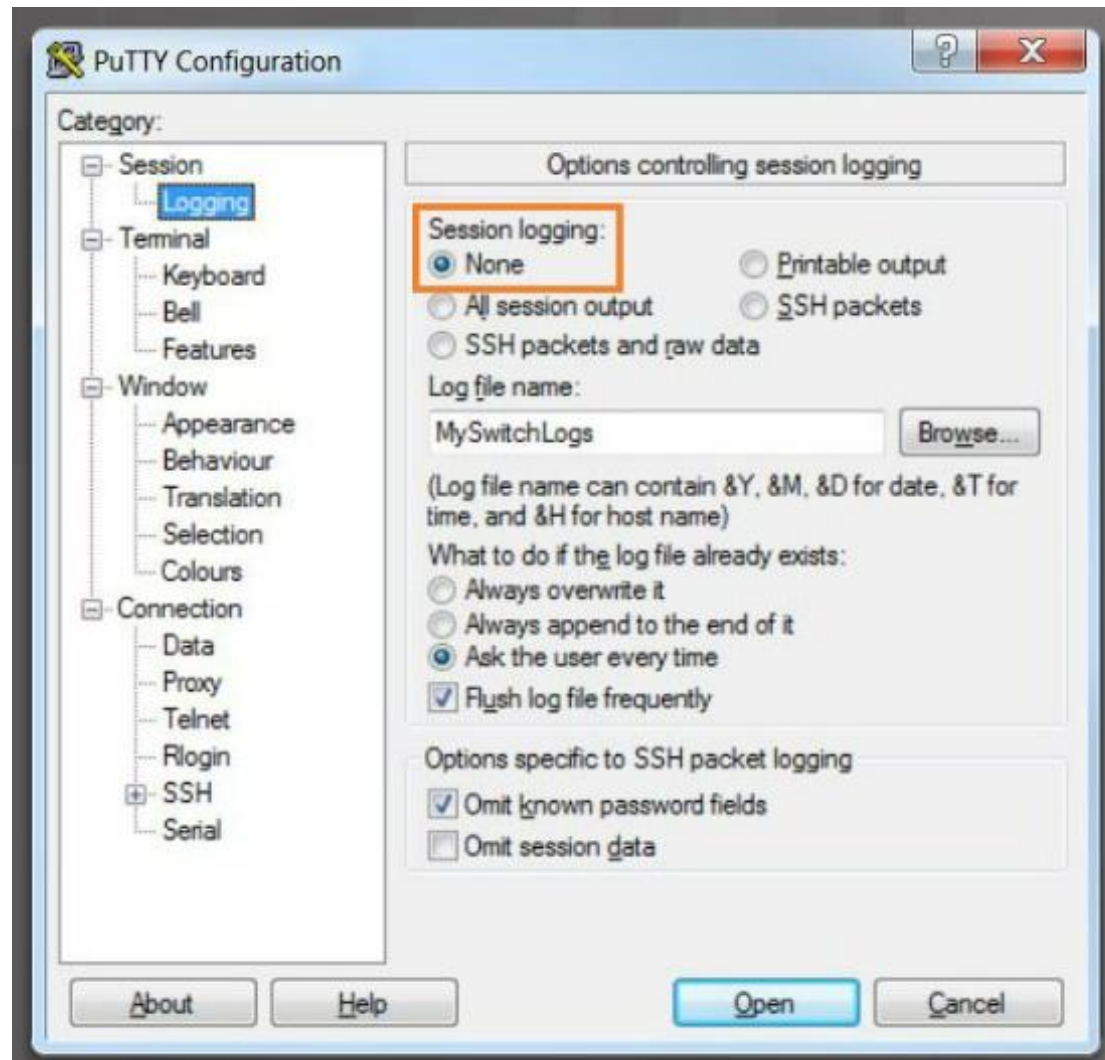 PuTTY Configuration
Category:
Session
Logging
Terminal
Keyboard
Bell
Features
Window
Appearance
Behaviour
Translation
Selection
Colours
Connection
Data
Proxy
Telnet
Rlogin
SSH
Serial
Options controlling session logging
Session logging:
None
Printable output
All session output
SSH packets
SSH packets and raw data
Log file name:
MySwitchLogs
Browse...
(Log file name can contain &Y, &M, &D for date, &T for
time, and &H for host name)
What to do if the log file already exists:
Always overwrite it
Always append to the end of it
Ask the user every time
Flush log file frequently
Options specific to SSH packet logging
Omit known password fields
Omit session data
About
Help
Open
Cancel